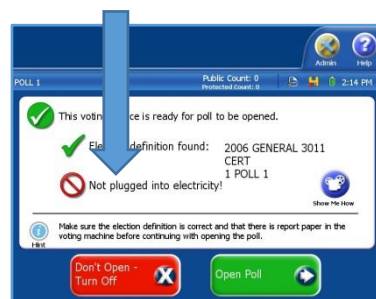 Admin Help
POLL 1 Public Count: 0 2:14 PM
Protected Count: 0
This voting ce is ready for poll to be opened.
Ele definition found: 2006 GENERAL 3011
CERT
1 POLL 1
Not plugged into electricity!
Show Me How
Make sure the election definition is correct and that there is report paper in the
voting machine before continuing with opening the poll.
Hint
Don't Open -
Turn Off
Open Poll